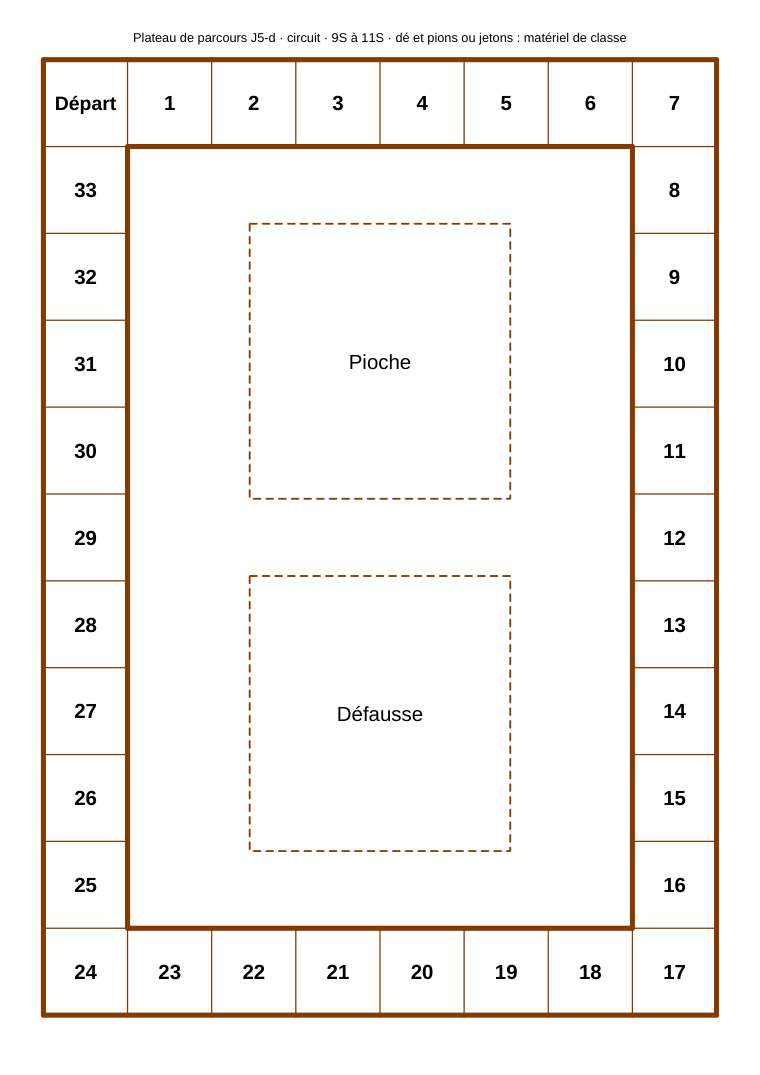 Plateau de parcours J5-d · circuit · 9S à 11S · dé et pions ou jetons : matériel de classe
Départ 1 2 3 4 5 6 7
33 8
32 9
Pioche
31 10
30 11
29 12
28 13
27 14
Défausse
26 15
25 16
24 23 22 21 20 19 18 17